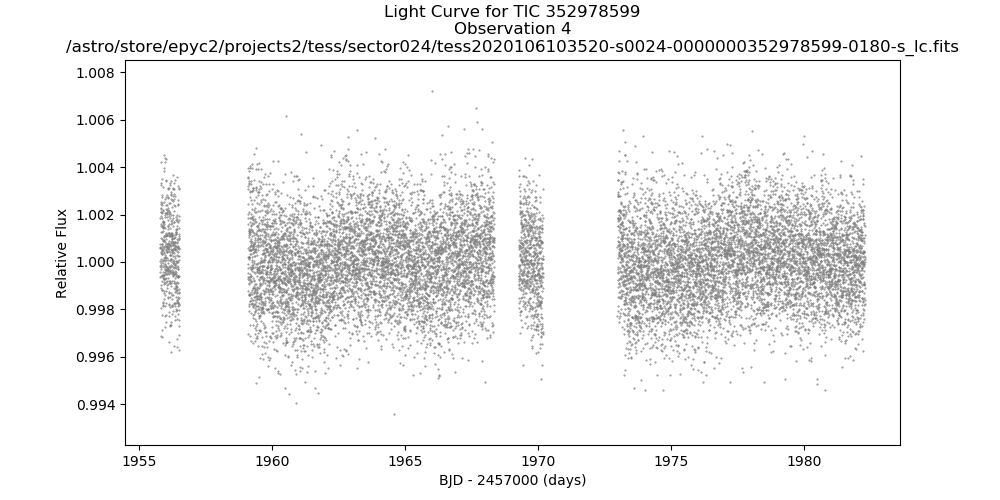 Light Curve for TIC 352978599
Observation 4
/astro/store/epyc2/projects2/tess/sector024/tess2020106103520-s0024-0000000352978599-0180-s_lc.fits
1.008
1.006
1.004
1.002
1.000
0.998
0.996
0.994
Relative Flux
1955
1960
1965
1970
1975
1980
BJD - 2457000 (days)